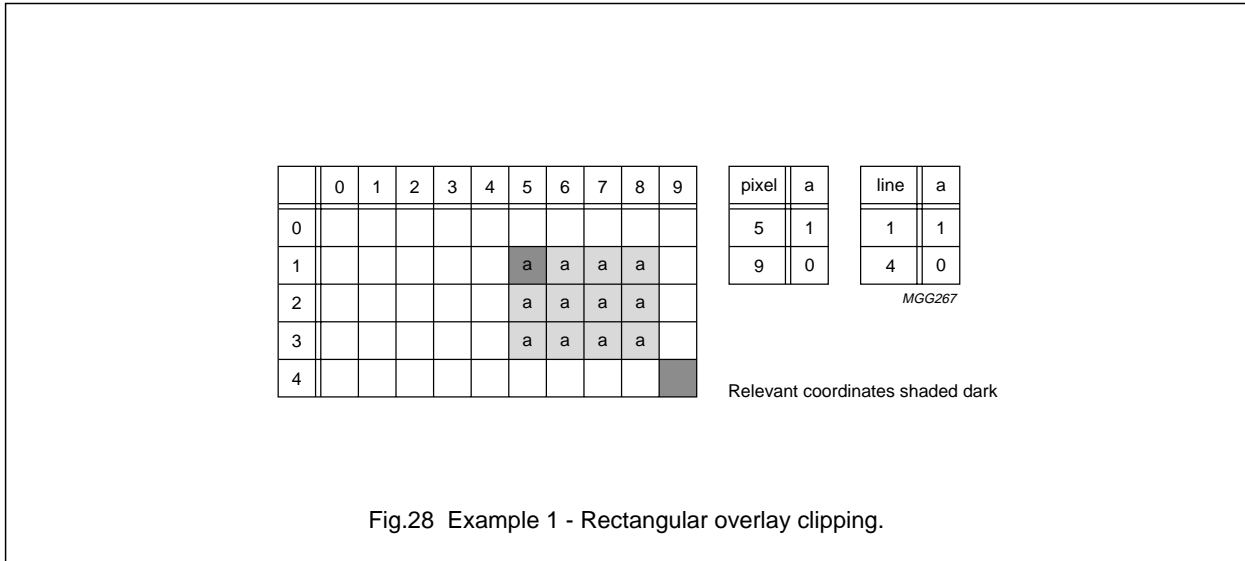 0 1 2 3 4 5 6 7 8 9
0
1 a a a a
2 a a a a
3 a a a a
4
pixel a
5 1
9 0
line a
1 1
4 0
MGG267
Relevant coordinates shaded dark
Fig.28 Example 1 - Rectangular overlay clipping.